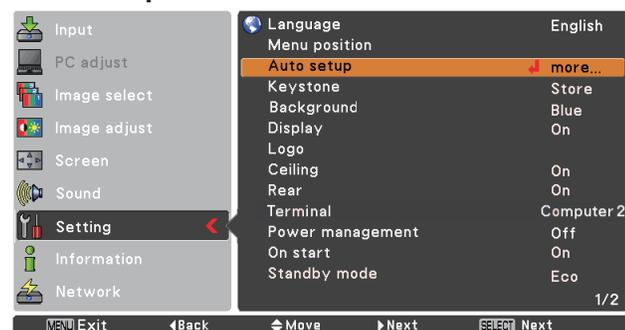 Input
PC adjust
Image select
Image adjust
Screen
Sound
Setting
Information
Network
Language English
Menu position
Auto setup more...
Keystone Store
Background Blue
Display On
Logo
Ceiling On
Rear On
Terminal Computer 2
Power management Off
On start On
Standby mode Eco
1/2
MENU Exit Back Move Next SELECT Next